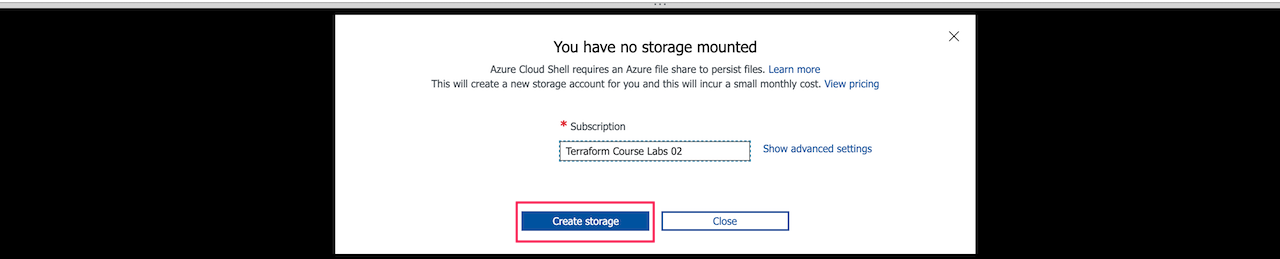 You have no storage mounted
Azure Cloud Shell requires an Azure file share to persist files. Learn more
This will create a new storage account for you and this will incur a small monthly cost. View pricing
* Subscription
Terraform Course Labs 02
Show advanced settings
Create storage
Close